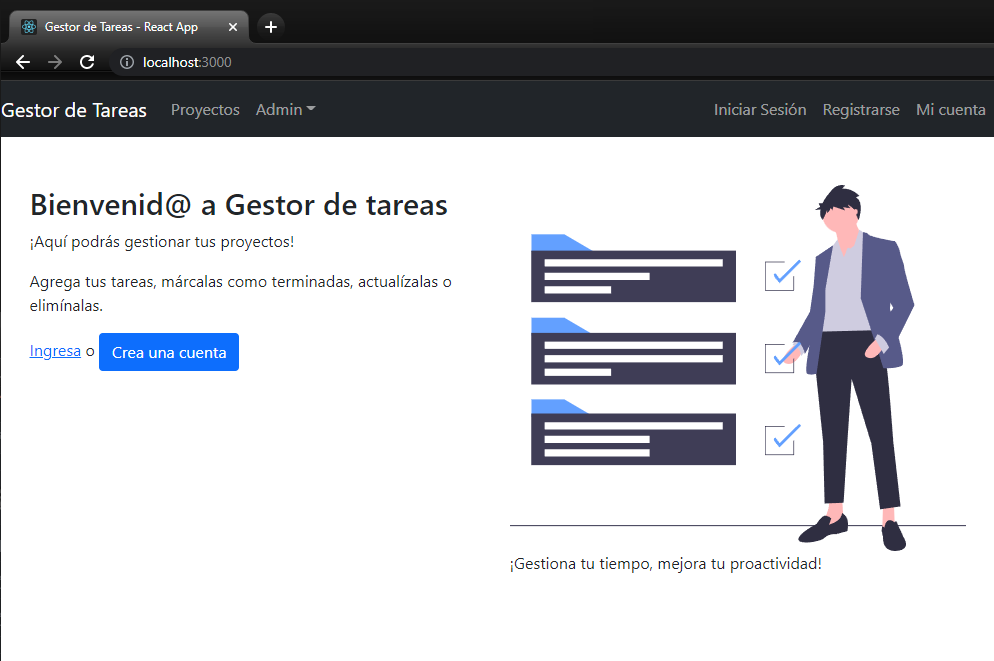 Gestor de Tareas - React App
localhost:3000
Gestor de Tareas Proyectos Admin Iniciar Sesión Registrarse Mi cuenta
Bienvenid@ a Gestor de tareas
¡Aquí podrás gestionar tus proyectos!
Agrega tus tareas, márcalas como terminadas, actualízalas o
elimínalas.
Ingresa o Crea una cuenta
¡Gestiona tu tiempo, mejora tu proactividad!